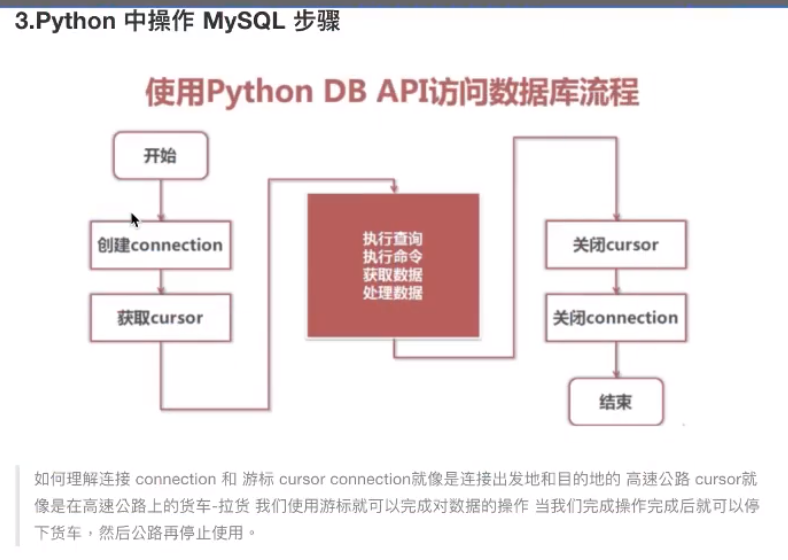 3.Python 中操作 MySQL 步骤
使用Python DB API访问数据库流程
开始
创建connection
获取cursor
执行查询
执行命令
获取数据
处理数据
关闭cursor
关闭connection
结束
如何理解连接 connection 和 游标 cursor connection就像是连接出发地和目的地的 高速公路 cursor就
像是在高速公路上的货车-拉货 我们使用游标就可以完成对数据的操作 当我们完成操作完成后就可以停
下货车，然后公路再停止使用。